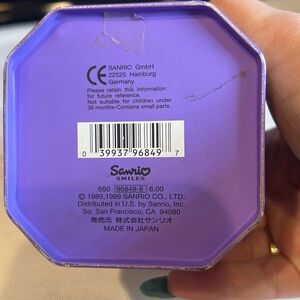 CE SANRIO GmbH
22525 Hamburg
Germany
Please retain this information
for future reference.
Not suitable for children under
36 months-Contains small parts.
0 39937 96849 7
Sanrio
SMILES
650 96849-8 6.00
© 1989,1999 SANRIO CO., LTD.
Distributed in U.S. by Sanrio, Inc.
So. San Francisco, CA 94080
発売元 株式会社サンリオ
MADE IN JAPAN